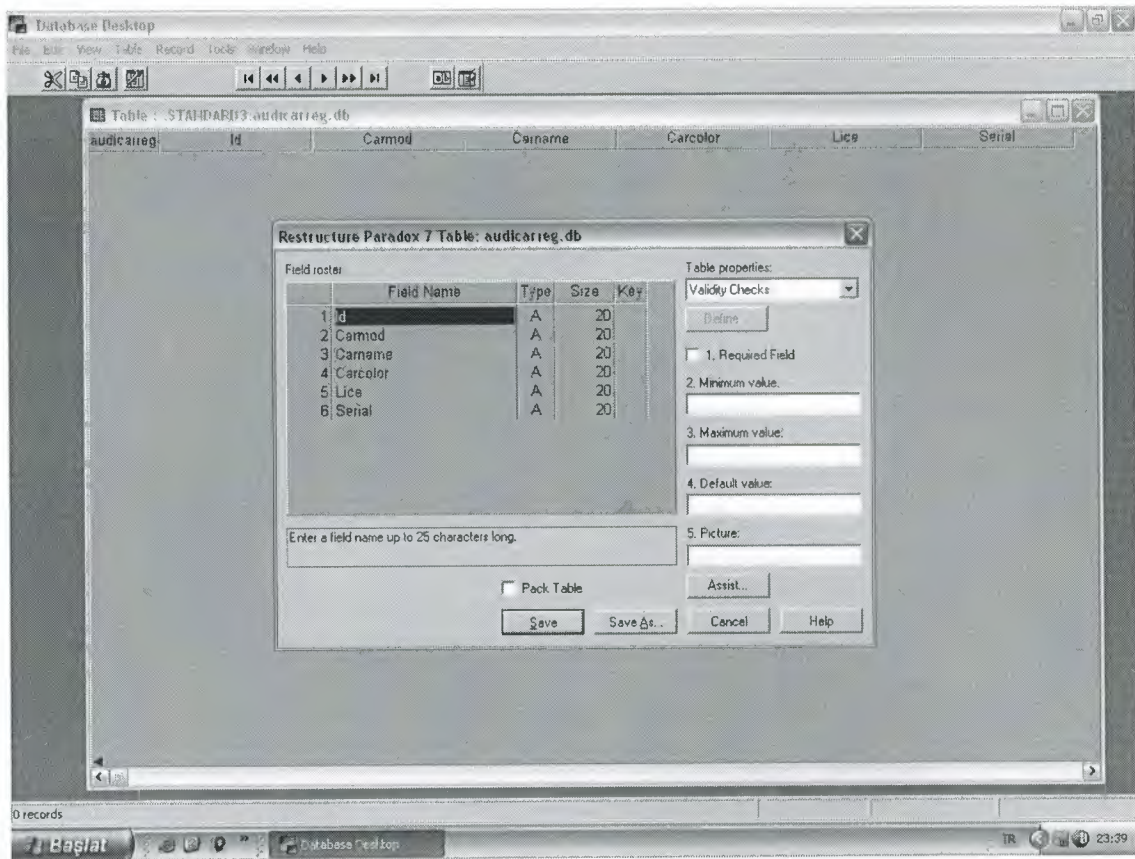 Database Desktop
File Edit View Table Record Tools Window Help
Table : :STANDARD3:audicarreg.db
audicarreg Id Carmod Carname Carcolor Lice Serial
Restructure Paradox 7 Table: audicarreg.db
Field roster: Table properties:
Field Name Type Size Key Validity Checks
1 Id A 20 Define...
2 Carmod A 20
3 Carname A 20 1. Required Field
4 Carcolor A 20 2. Minimum value:
5 Lice A 20
6 Serial A 20
3. Maximum value:
4. Default value:
Enter a field name up to 25 characters long. 5. Picture:
Pack Table Assist...
Save Save As... Cancel Help
0 records
Başlat » Database Desktop TR 23:39